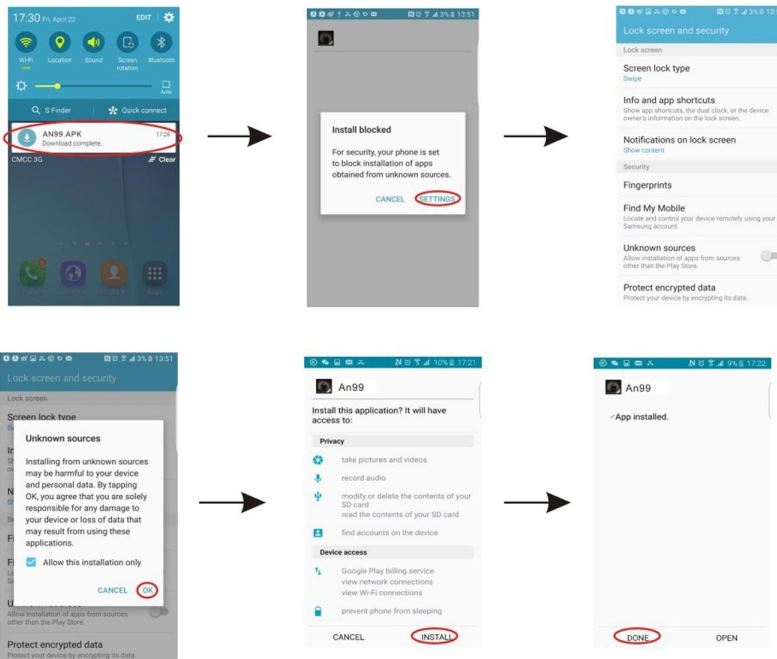 17:30 Fri, April 22
EDIT
Wi-Fi
Location
Sound
Screen
rotation
Bluetooth
Auto
S Finder
Quick connect
AN99.APK
17:28
Download complete.
CMCC 3G
Clear
3% 13:51
Install blocked
For security, your phone is set
to block installation of apps
obtained from unknown sources.
CANCEL
SETTINGS
3% 13:51
Lock screen and security
Lock screen
Screen lock type
Swipe
Info and app shortcuts
Show app shortcuts, the dual clock, or the device
owner's information on the lock screen.
Notifications on lock screen
Show content
Security
Fingerprints
Find My Mobile
Locate and control your device remotely using your
Samsung account.
Unknown sources
Allow installation of apps from sources
other than the Play Store.
Protect encrypted data
Protect your device by encrypting its data.
3% 13:51
Lock screen and security
Lock screen
Screen lock type
Unknown sources
Installing from unknown sources
may be harmful to your device
and personal data. By tapping
OK, you agree that you are solely
responsible for any damage to
your device or loss of data that
may result from using these
applications.
Allow this installation only
CANCEL
OK
Allow installation of apps from sources
other than the Play Store.
Protect encrypted data
Protect your device by encrypting its data.
10% 17:21
An99
Install this application? It will have
access to:
Privacy
take pictures and videos
record audio
modify or delete the contents of your
SD card
read the contents of your SD card
find accounts on the device
Device access
Google Play billing service
view network connections
view Wi-Fi connections
prevent phone from sleeping
CANCEL
INSTALL
9% 17:22
An99
App installed.
DONE
OPEN